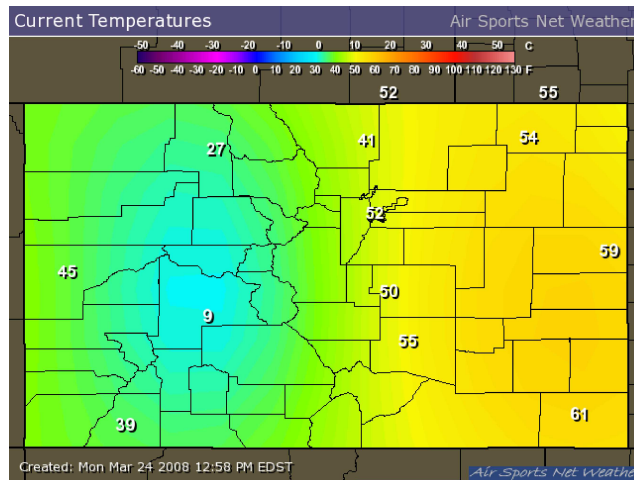 Current Temperatures
Air Sports Net Weather
-50 -40 -30 -20 -10 0 10 20 30 40 50 C
-60 -50 -40 -30 -20 -10 0 10 20 30 40 50 60 70 80 90 100 110 120 130 F
52 55
54
41
27
52
59
45
50
9
55
61
39
Created: Mon Mar 24 2008 12:58 PM EDST
Air Sports Net Weathe